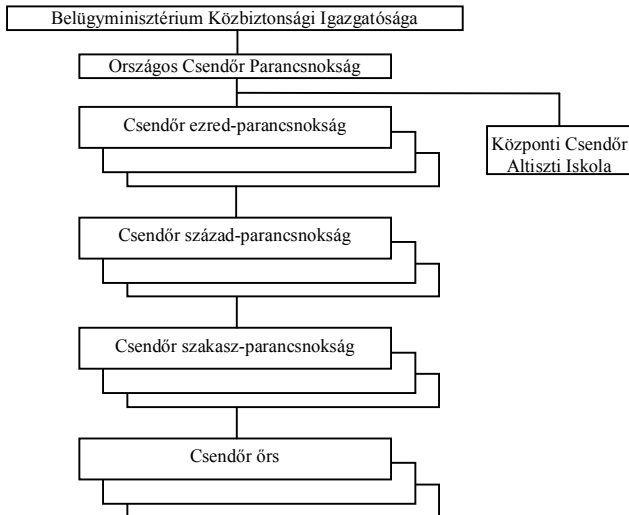 Belügyminisztérium Közbiztonsági Igazgatósága
Országos Csendőr Parancsnokság
Csendőr ezred-parancsnokság
Központi Csendőr
Altiszti Iskola
Csendőr század-parancsnokság
Csendőr szakasz-parancsnokság
Csendőr őrs